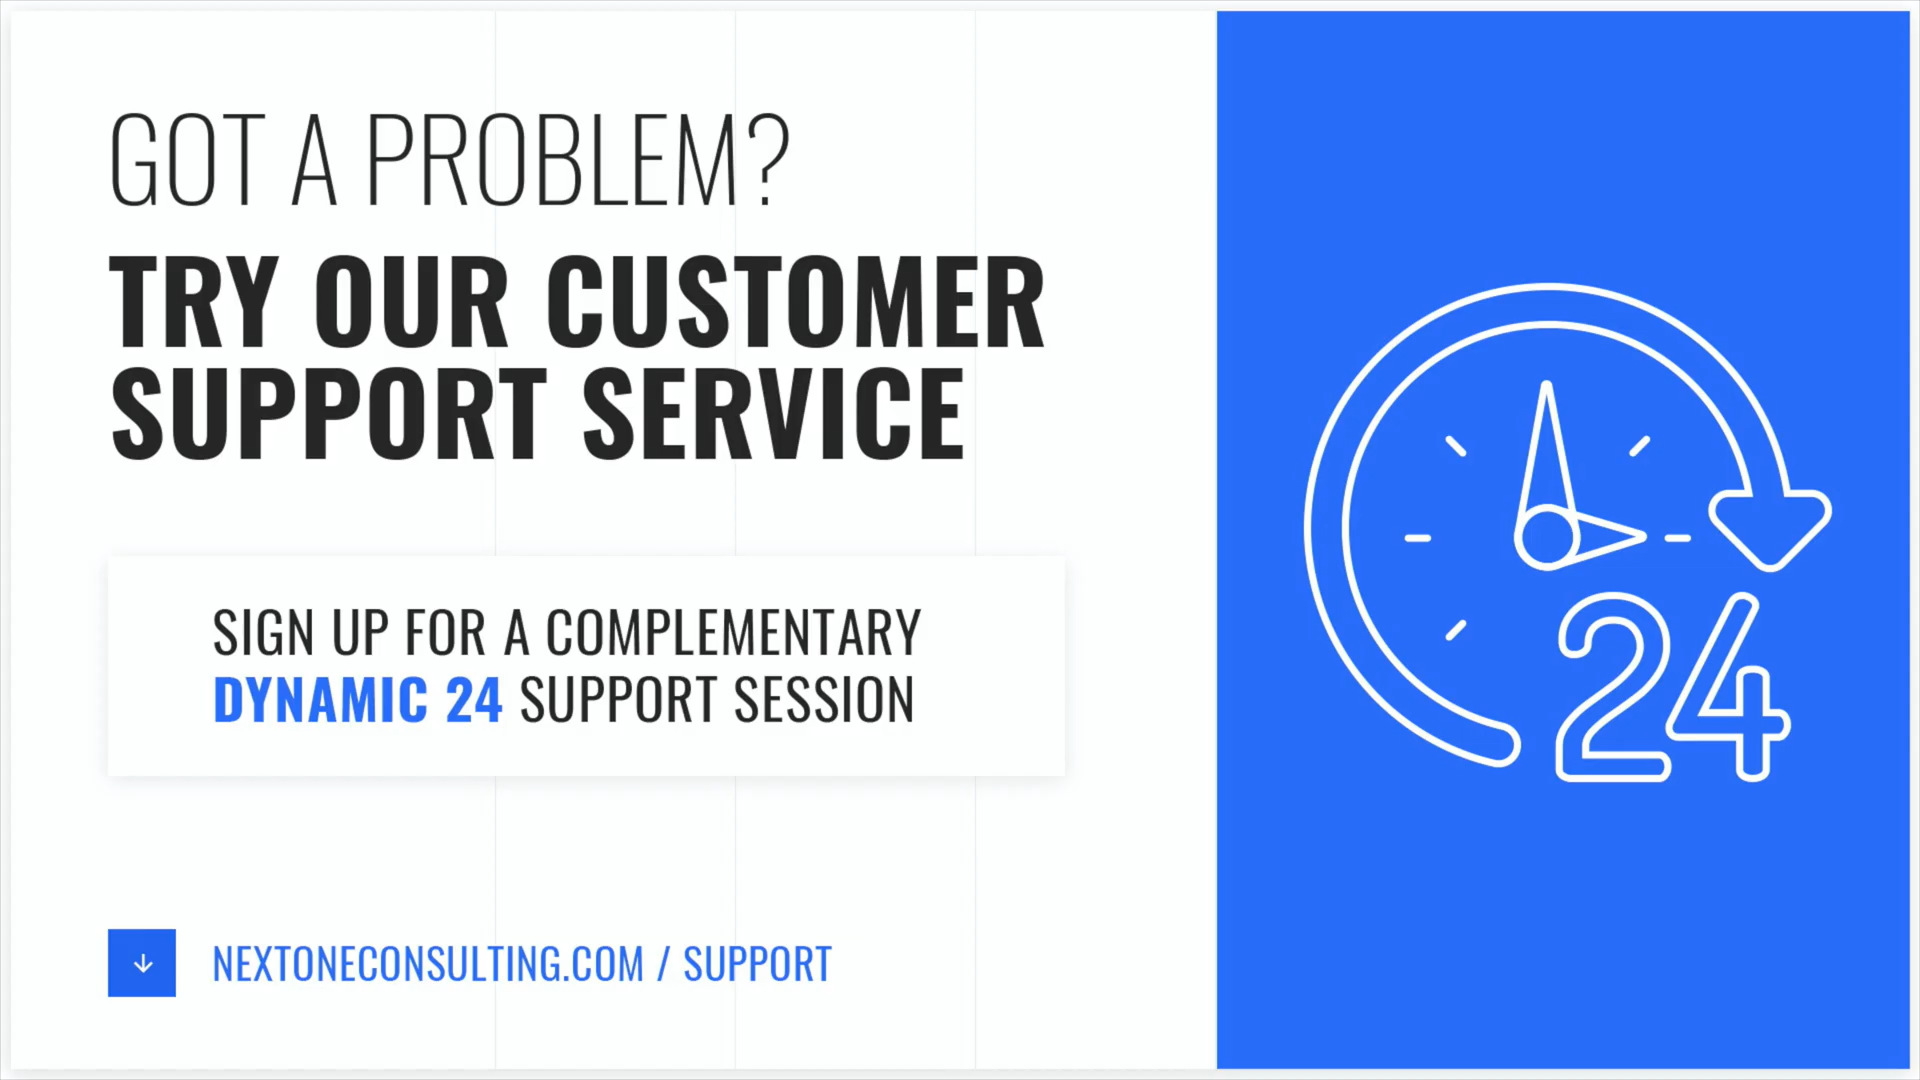 GOT A PROBLEM?
TRY OUR CUSTOMER
SUPPORT SERVICE
SIGN UP FOR A COMPLEMENTARY
DYNAMIC 24 SUPPORT SESSION
NEXTONECONSULTING.COM / SUPPORT
24